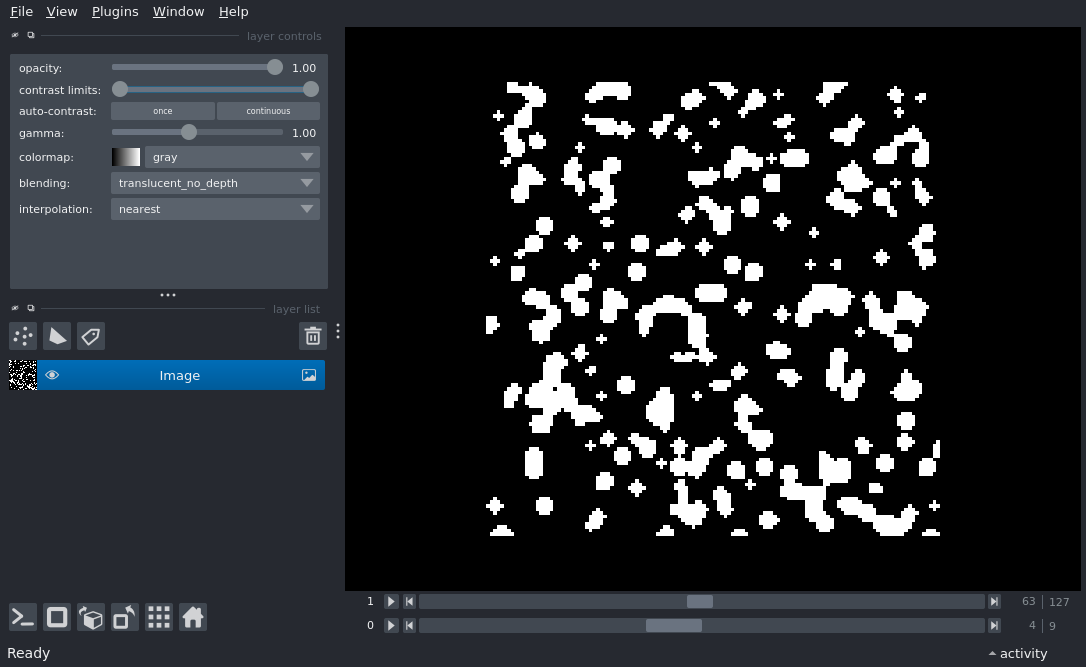 File View Plugins Window Help
layer controls
opacity: 1.00
contrast limits:
auto-contrast: once continuous
gamma: 1.00
colormap: gray
blending: translucent_no_depth
interpolation: nearest
layer list
Image
1 63 127
0 4 9
Ready activity